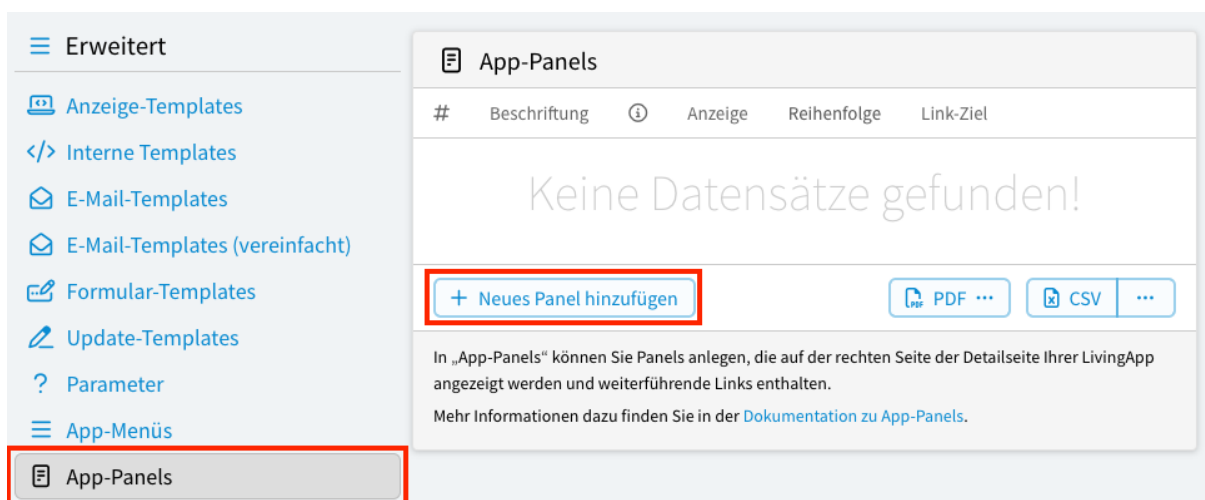 Erweitert
Anzeige-Templates
Interne Templates
E-Mail-Templates
E-Mail-Templates (vereinfacht)
Formular-Templates
Update-Templates
? Parameter
App-Menüs
App-Panels
App-Panels
# Beschriftung Anzeige Reihenfolge Link-Ziel
Keine Datensätze gefunden!
+ Neues Panel hinzufügen PDF ··· CSV ···
In „App-Panels“ können Sie Panels anlegen, die auf der rechten Seite der Detailseite Ihrer LivingApp
angezeigt werden und weiterführende Links enthalten.
Mehr Informationen dazu finden Sie in der Dokumentation zu App-Panels.